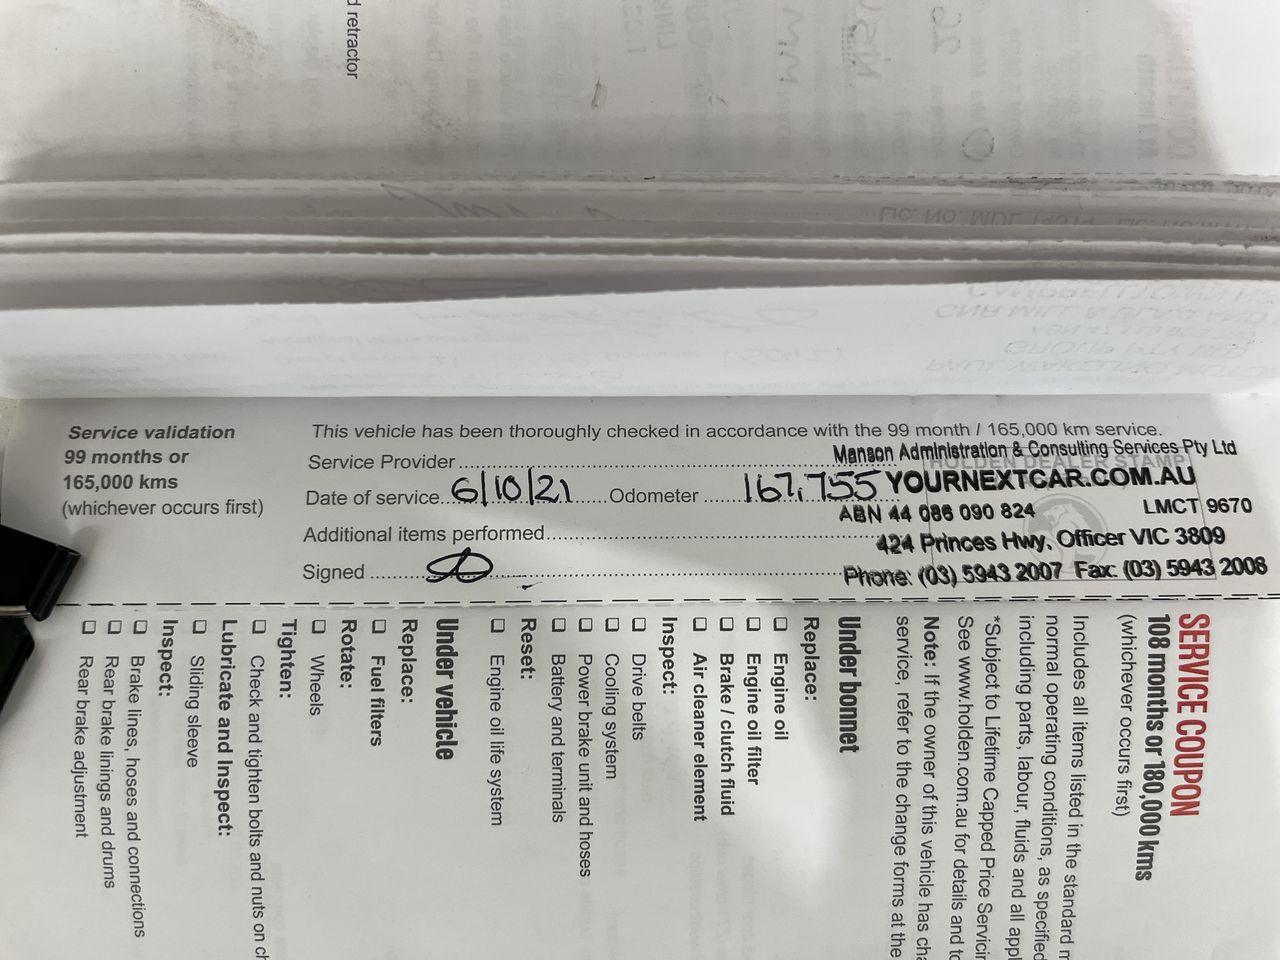 d retractor
Service validation
99 months or
165,000 kms
(whichever occurs first)
This vehicle has been thoroughly checked in accordance with the 99 month / 165,000 km service.
Service Provider
Manson Administration & Consulting Services Pty Ltd
HOLDEN DEALER STAMP
Date of service 6/10/21 Odometer 167,755
YOURNEXTCAR.COM.AU
ABN 44 086 090 824 LMCT 9670
Additional items performed
424 Princes Hwy, Officer VIC 3809
Signed
Phone: (03) 5943 2007 Fax: (03) 5943 2008
SERVICE COUPON
108 months or 180,000 kms
(whichever occurs first)
Includes all items listed in the standard m
normal operating conditions, as specified
including parts, labour, fluids and all appl
*Subject to Lifetime Capped Price Servicin
See www.holden.com.au for details and to
Note: If the owner of this vehicle has cha
service, refer to the change forms at the
Under bonnet
Replace:
Engine oil
Engine oil filter
Brake / clutch fluid
Air cleaner element
Inspect:
Drive belts
Cooling system
Power brake unit and hoses
Battery and terminals
Reset:
Engine oil life system
Under vehicle
Replace:
Fuel filters
Rotate:
Wheels
Tighten:
Check and tighten bolts and nuts on ch
Lubricate and Inspect:
Sliding sleeve
Inspect:
Brake lines, hoses and connections
Rear brake linings and drums
Rear brake adjustment